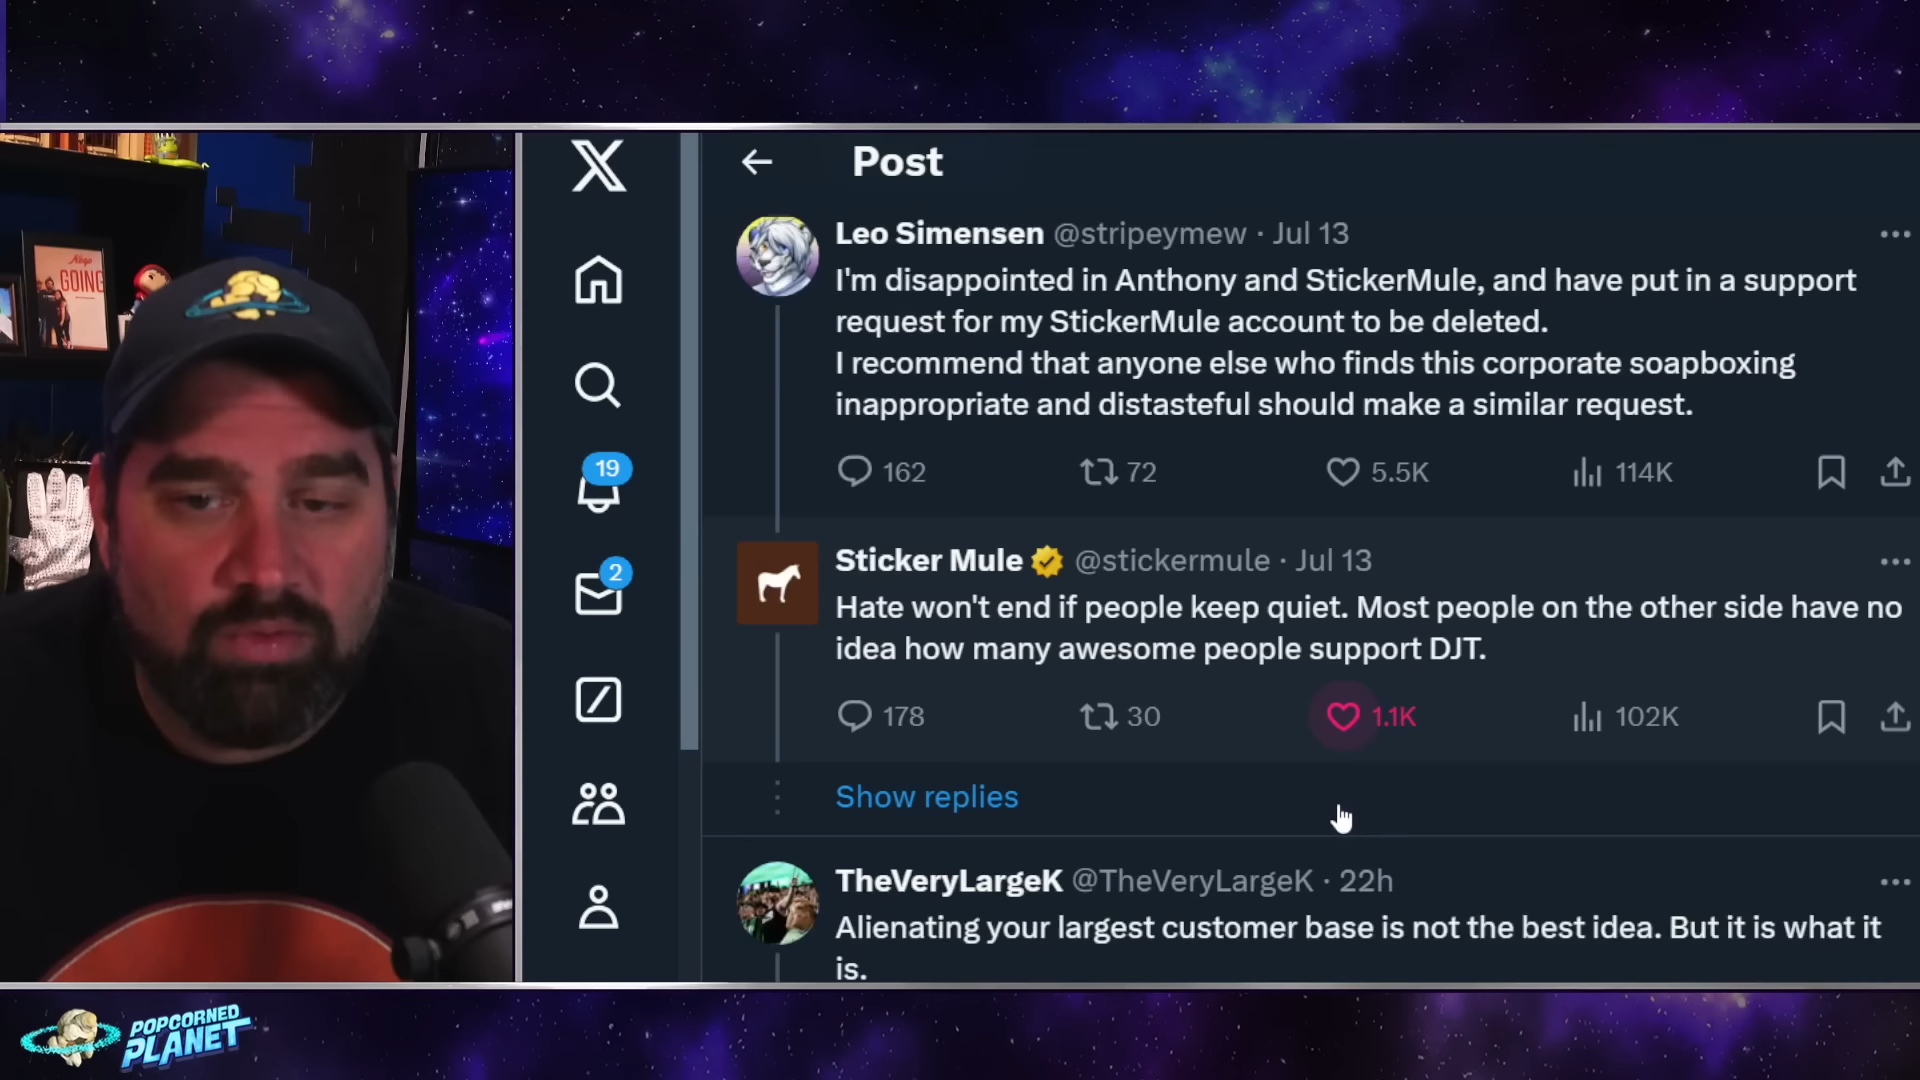 Nogo
GOING
Post
Leo Simensen @stripeymew · Jul 13
I'm disappointed in Anthony and StickerMule, and have put in a support
request for my StickerMule account to be deleted.
I recommend that anyone else who finds this corporate soapboxing
inappropriate and distasteful should make a similar request.
162 72 5.5K 114K
19
Sticker Mule @stickermule · Jul 13
Hate won't end if people keep quiet. Most people on the other side have no
idea how many awesome people support DJT.
2
178 30 1.1K 102K
Show replies
TheVeryLargeK @TheVeryLargeK · 22h
Alienating your largest customer base is not the best idea. But it is what it
is.
POPCORNED
PLANET